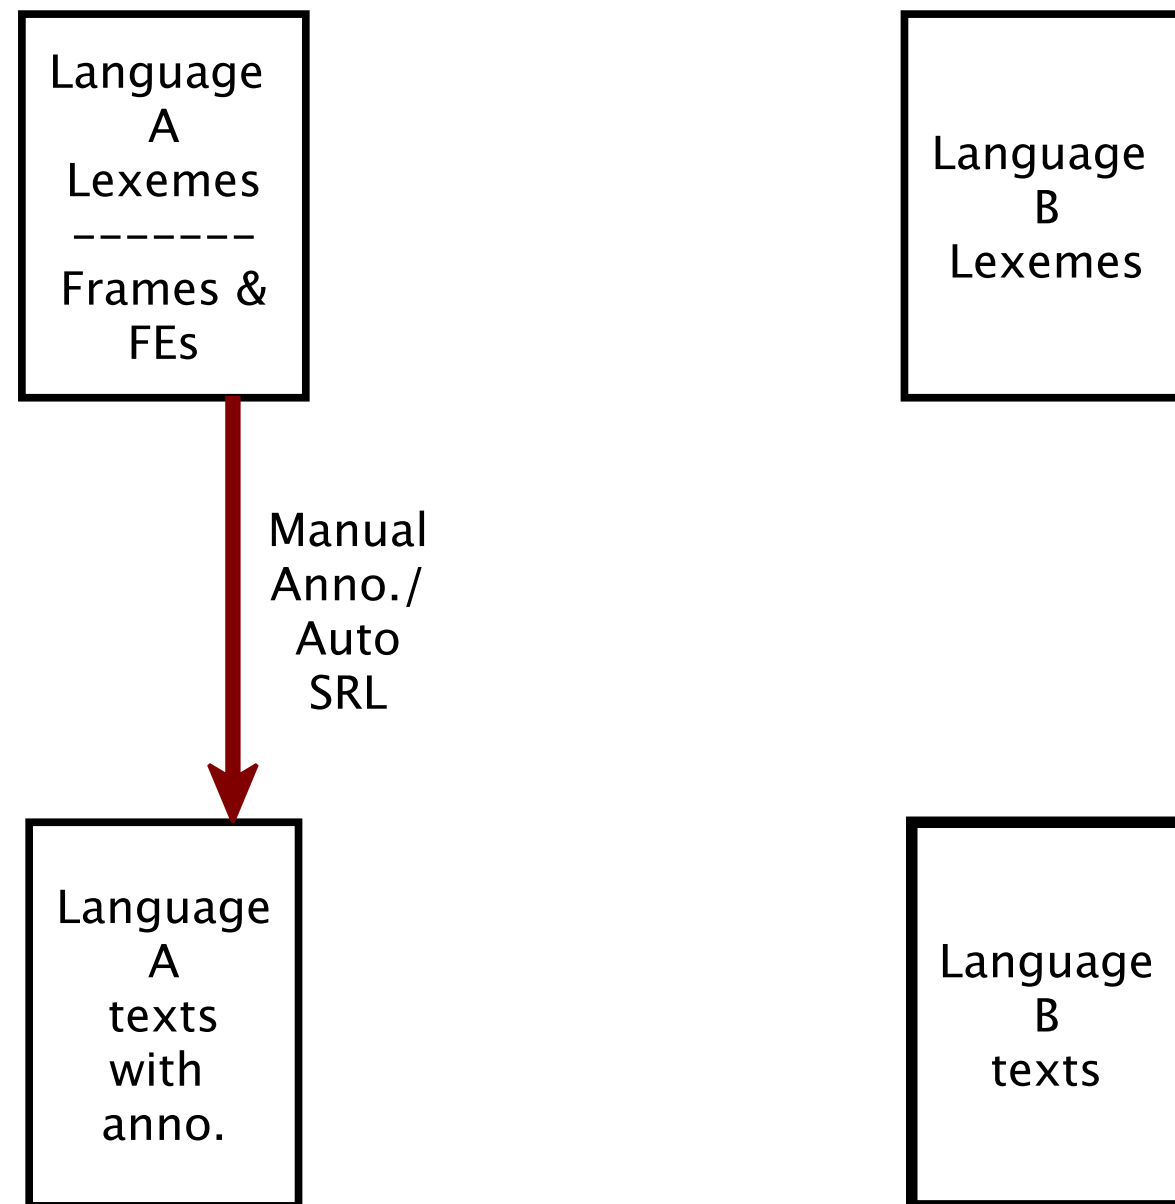 Language
A
Lexemes
-------
Frames &
FEs
Language
B
Lexemes
Manual
Anno./
Auto
SRL
Language
A
texts
with
anno.
Language
B
texts